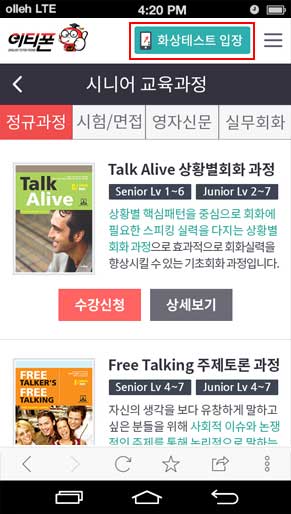 olleh LTE 4:20 PM
이티폰
화상테스트 입장
시니어 교육과정
정규과정 시험/면접 영자신문 실무회화
Talk Alive
Talk Alive 상황별회화 과정
Senior Lv 1~6 Junior Lv 2~7
상황별 핵심패턴을 중심으로 회화에
필요한 스피킹 실력을 다지는 상황별
회화 과정으로 효과적으로 회화실력을
향상시킬 수 있는 기초회화 과정입니다.
수강신청 상세보기
FREE
TALKER'S
FREE
TALKING
Free Talking 주제토론 과정
Senior Lv 4~7 Junior Lv 4~7
자신의 생각을 보다 유창하게 말하고
싶은 분들을 위해 사회적 이슈와 논쟁
적인 주제를 통해 논리적으로 말하는